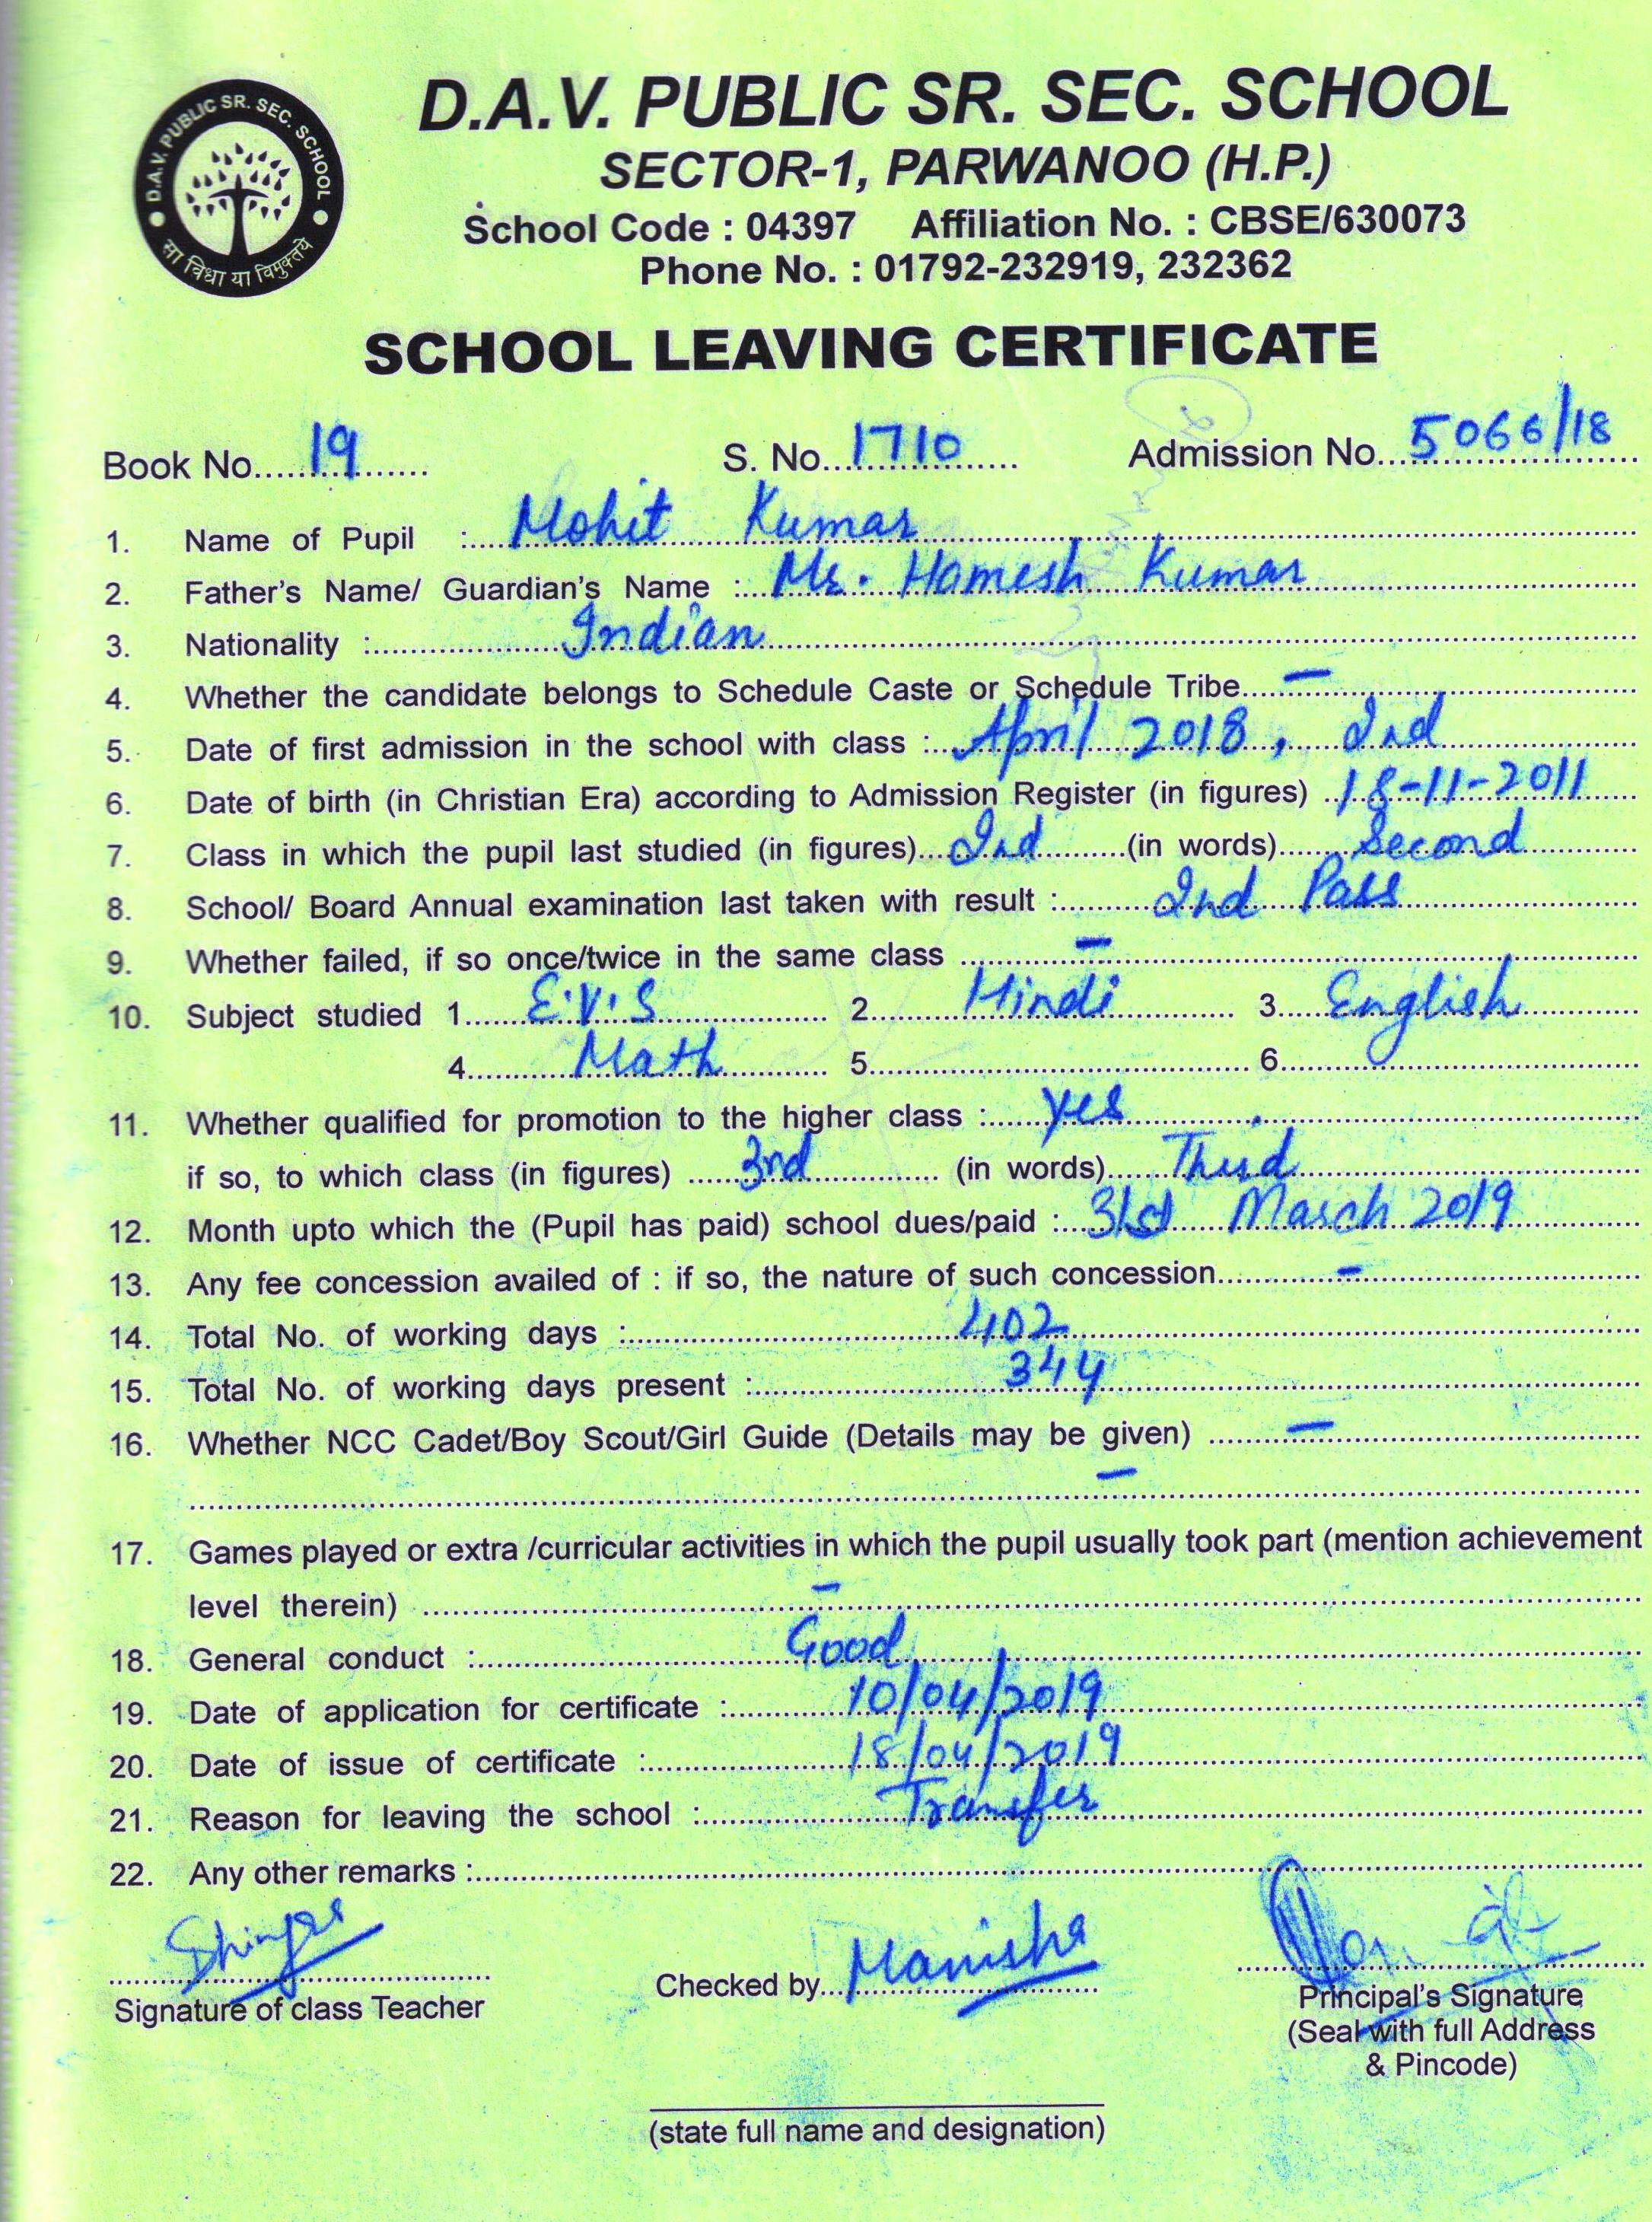 D.A.V. PUBLIC SR. SEC. SCHOOL
D.A.V. PUBLIC SR. SEC. SCHOOL
सा विधा या विमुक्तये
SECTOR-1, PARWANOO (H.P.)
School Code : 04397 Affiliation No. : CBSE/630073
Phone No. : 01792-232919, 232362
SCHOOL LEAVING CERTIFICATE
Book No. 19 S. No. 1710 Admission No. 5066/18
1. Name of Pupil : Mohit Kumar
2. Father's Name/ Guardian's Name : Mr. Homesh Kumar
3. Nationality : Indian
4. Whether the candidate belongs to Schedule Caste or Schedule Tribe. —
5. Date of first admission in the school with class : April 2018, 2nd
6. Date of birth (in Christian Era) according to Admission Register (in figures) 18-11-2011
7. Class in which the pupil last studied (in figures) 2nd (in words) Second
8. School/ Board Annual examination last taken with result : 2nd Pass
9. Whether failed, if so once/twice in the same class —
10. Subject studied 1. E.V.S 2. Hindi 3. English
4. Math 5. 6.
11. Whether qualified for promotion to the higher class : yes
if so, to which class (in figures) 3rd (in words) Third
12. Month upto which the (Pupil has paid) school dues/paid : 31st March 2019
13. Any fee concession availed of : if so, the nature of such concession —
14. Total No. of working days : 402
15. Total No. of working days present : 344
16. Whether NCC Cadet/Boy Scout/Girl Guide (Details may be given) —
—
17. Games played or extra /curricular activities in which the pupil usually took part (mention achievement
level therein) —
18. General conduct : Good
19. Date of application for certificate : 10/04/2019
20. Date of issue of certificate : 18/04/2019
21. Reason for leaving the school : Transfer
22. Any other remarks :
Signature of class Teacher
Checked by Manisha
Principal's Signature
(Seal with full Address
& Pincode)
(state full name and designation)